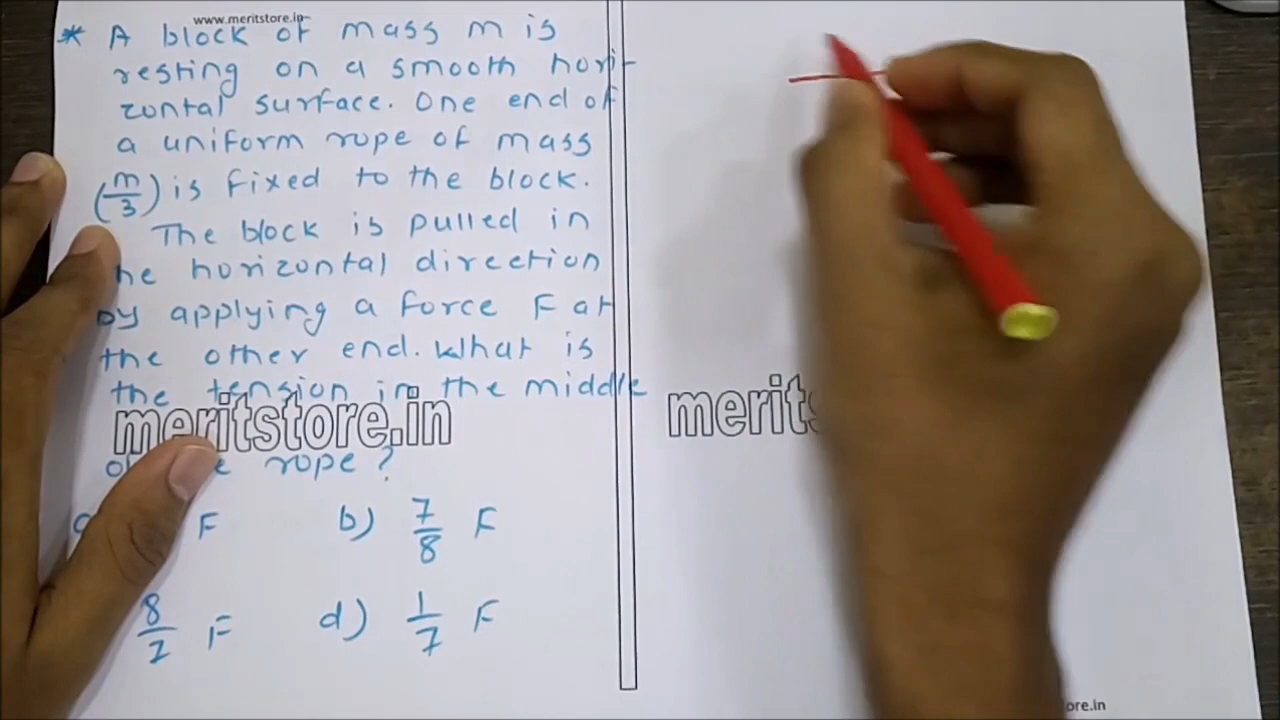 www.meritstore.in
* A block of mass m is
resting on a smooth hori-
zontal surface. One end of
a uniform rope of mass
(m/3) is fixed to the block.
The block is pulled in
he horizontal direction
by applying a force F at
the other end. What is
the tension in the middle
meritstore.in merits
rope?
F b) 7/8 F
8/7 F d) 1/7 F
ore.in